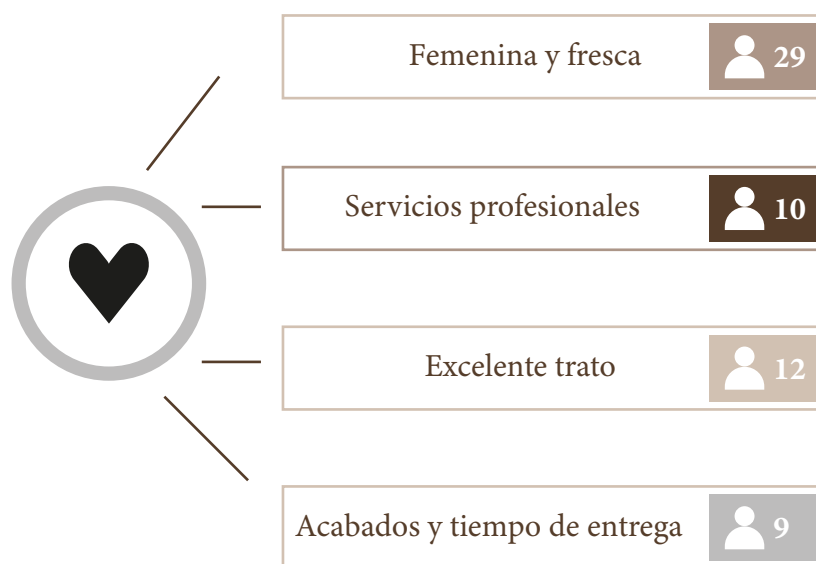 Femenina y fresca 29
Servicios profesionales 10
Excelente trato 12
Acabados y tiempo de entrega 9